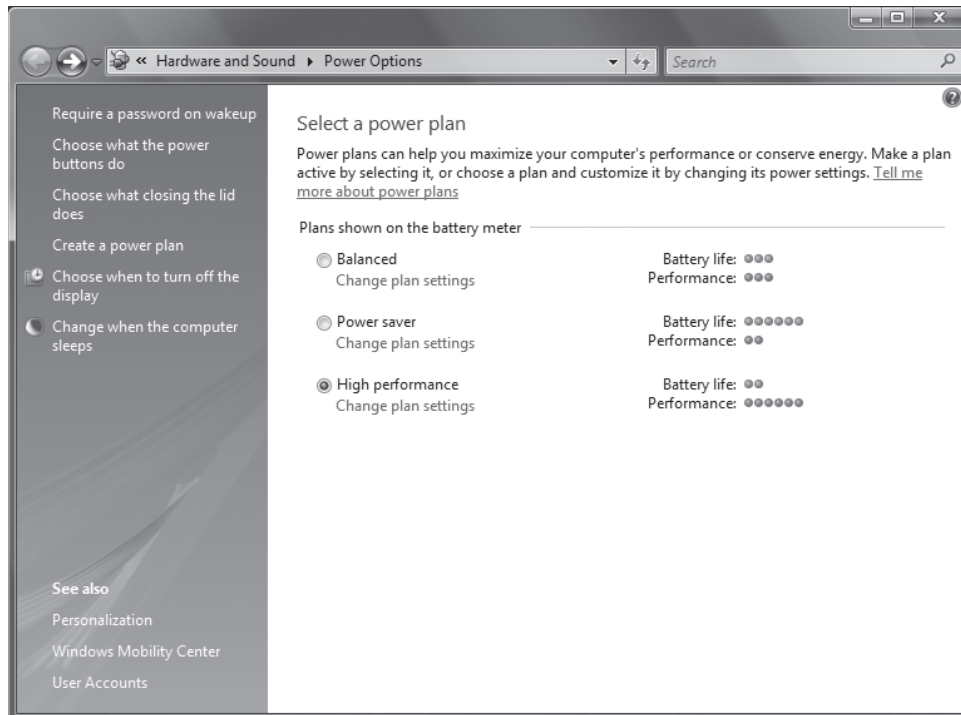 « Hardware and Sound ▸ Power Options
Search
Require a password on wakeup
Choose what the power
buttons do
Choose what closing the lid
does
Create a power plan
Choose when to turn off the
display
Change when the computer
sleeps
See also
Personalization
Windows Mobility Center
User Accounts
Select a power plan
Power plans can help you maximize your computer's performance or conserve energy. Make a plan
active by selecting it, or choose a plan and customize it by changing its power settings. Tell me
more about power plans
Plans shown on the battery meter
Balanced
Change plan settings
Battery life:
Performance:
Power saver
Change plan settings
Battery life:
Performance:
High performance
Change plan settings
Battery life:
Performance: